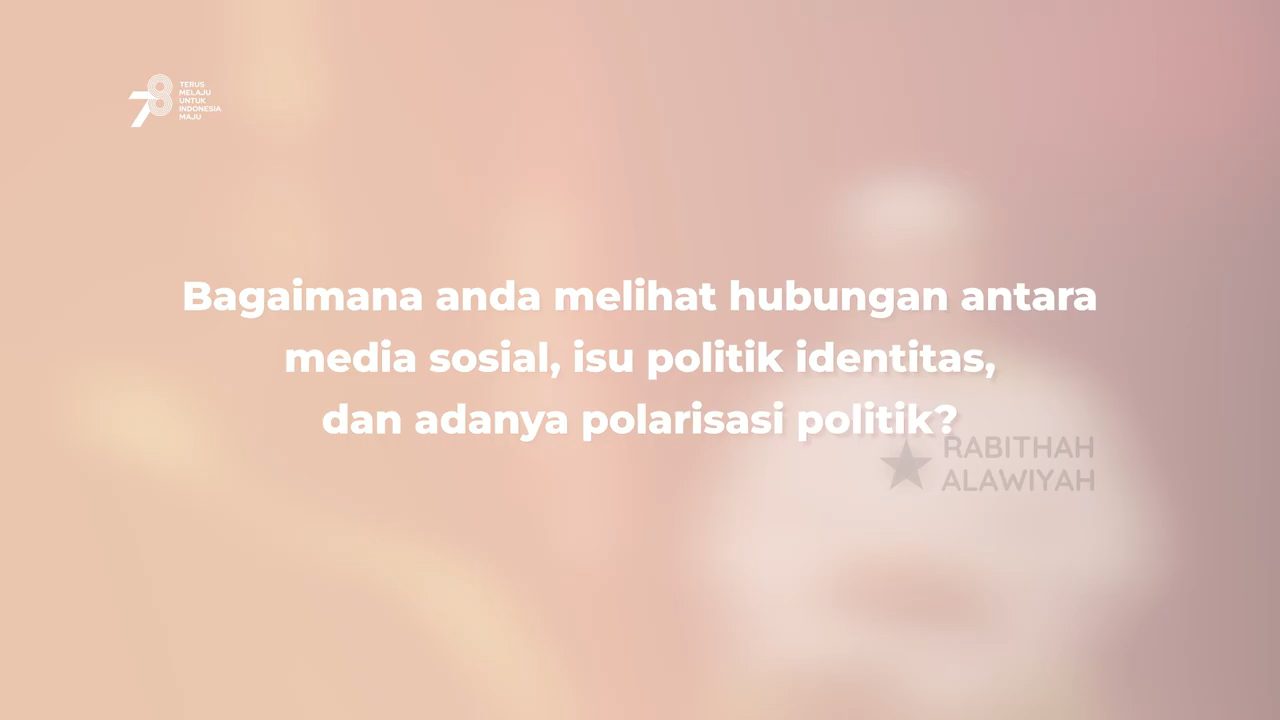 78
TERUS
MELAJU
UNTUK
INDONESIA
MAJU
Bagaimana anda melihat hubungan antara
media sosial, isu politik identitas,
dan adanya polarisasi politik?
RABITHAH
ALAWIYAH